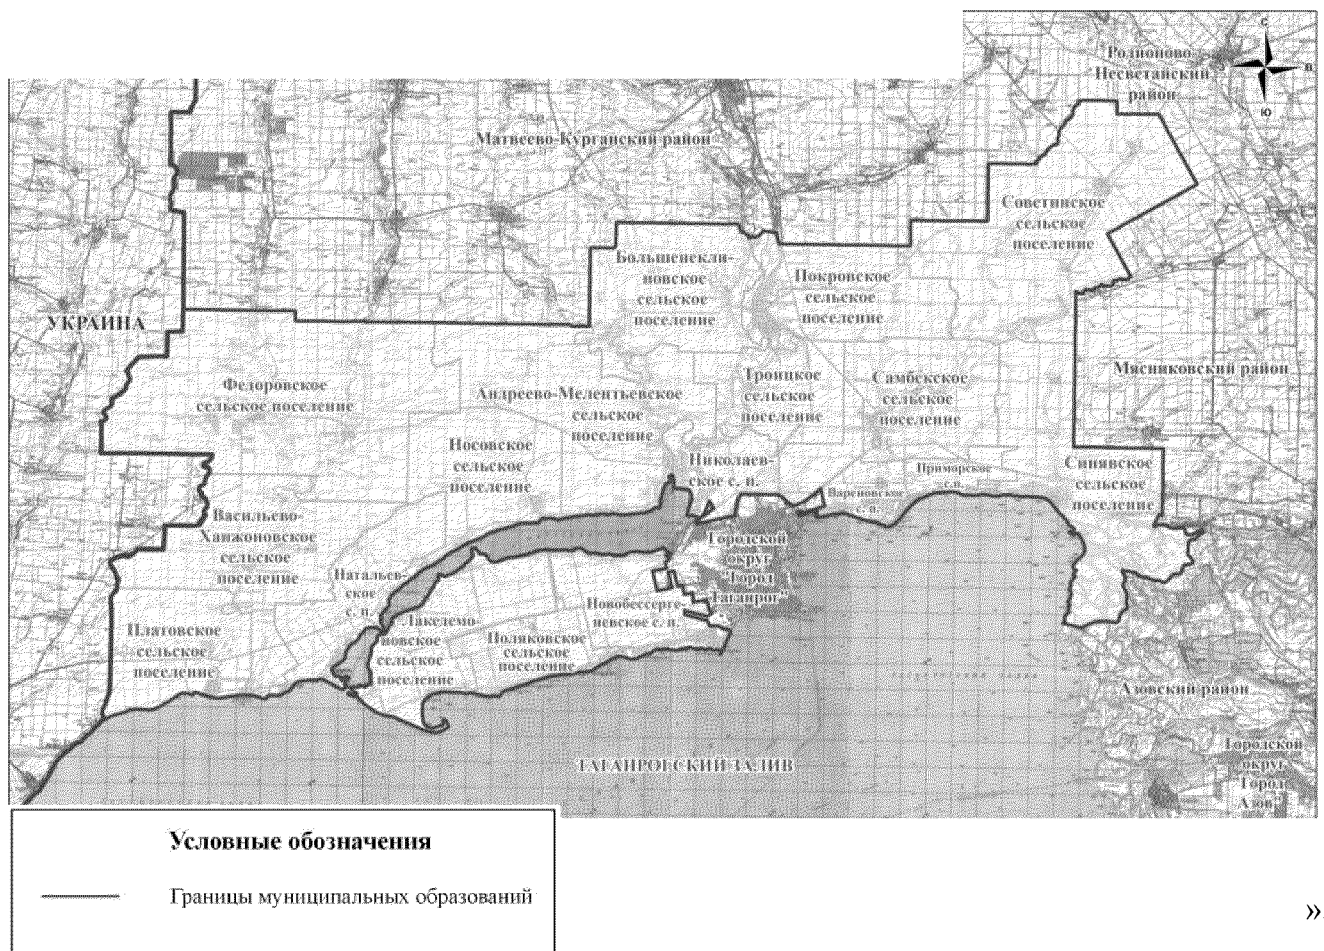 С
Родионово-
Несветайский
район
В
Ю
Матвеево-Курганский район
Советинское
сельское
поселение
Большенекли-
новское
сельское
поселение
Покровское
сельское
поселение
УКРАИНА
Федоровское
сельское поселение
Андреево-Мелентьевское
сельское
поселение
Троицкое
сельское
поселение
Самбекское
сельское
поселение
Мясниковский район
Носовское
сельское
поселение
Николаев-
ское с. п.
Приморское
с.п.
Вареновское
с. п.
Синявское
сельское
поселение
Васильево-
Ханжоновское
сельское
поселение
Городской
округ
"Город
Таганрог"
Натальев-
ское
с. п.
Новобессерге-
невское с. п.
Лакедемо-
новское
сельское
поселение
Поляковское
сельское
поселение
Платовское
сельское
поселение
Азовский район
ТАГАНРОГСКИЙ ЗАЛИВ
Городской
округ
"Город
Азов"
Условные обозначения
Границы муниципальных образований
»